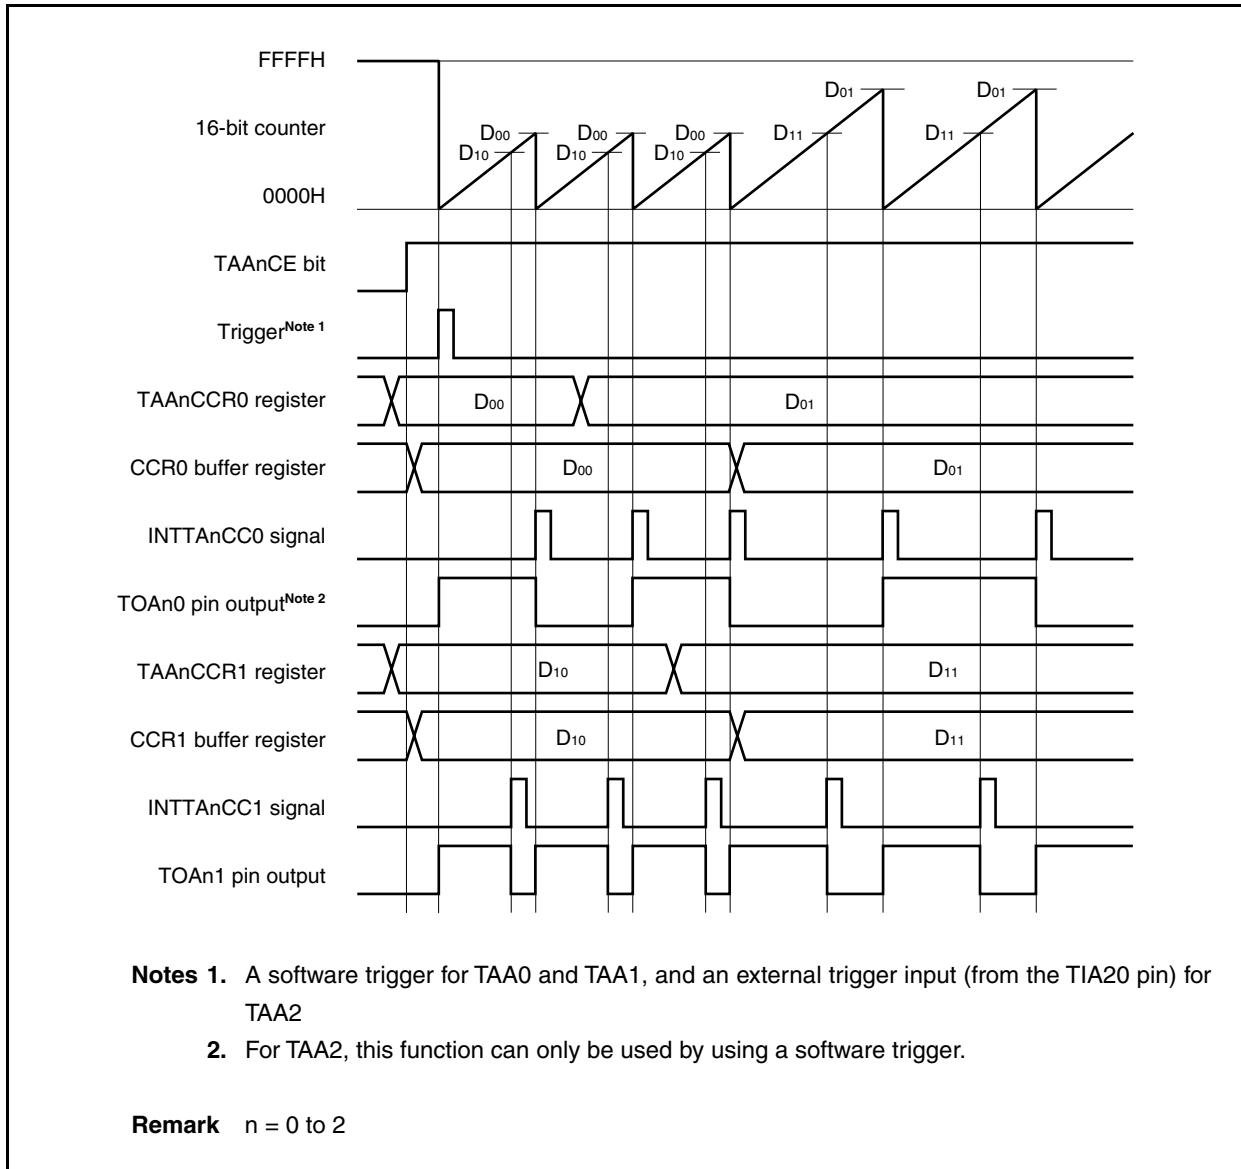 FFFFH
D01 D01
16-bit counter D00 D00 D00 D11 D11
D10 D10 D10
0000H
TAAnCE bit
TriggerNote 1
TAAnCCR0 register D00 D01
CCR0 buffer register D00 D01
INTTAnCC0 signal
TOAn0 pin outputNote 2
TAAnCCR1 register D10 D11
CCR1 buffer register D10 D11
INTTAnCC1 signal
TOAn1 pin output
Notes 1. A software trigger for TAA0 and TAA1, and an external trigger input (from the TIA20 pin) for
TAA2
2. For TAA2, this function can only be used by using a software trigger.
Remark n = 0 to 2